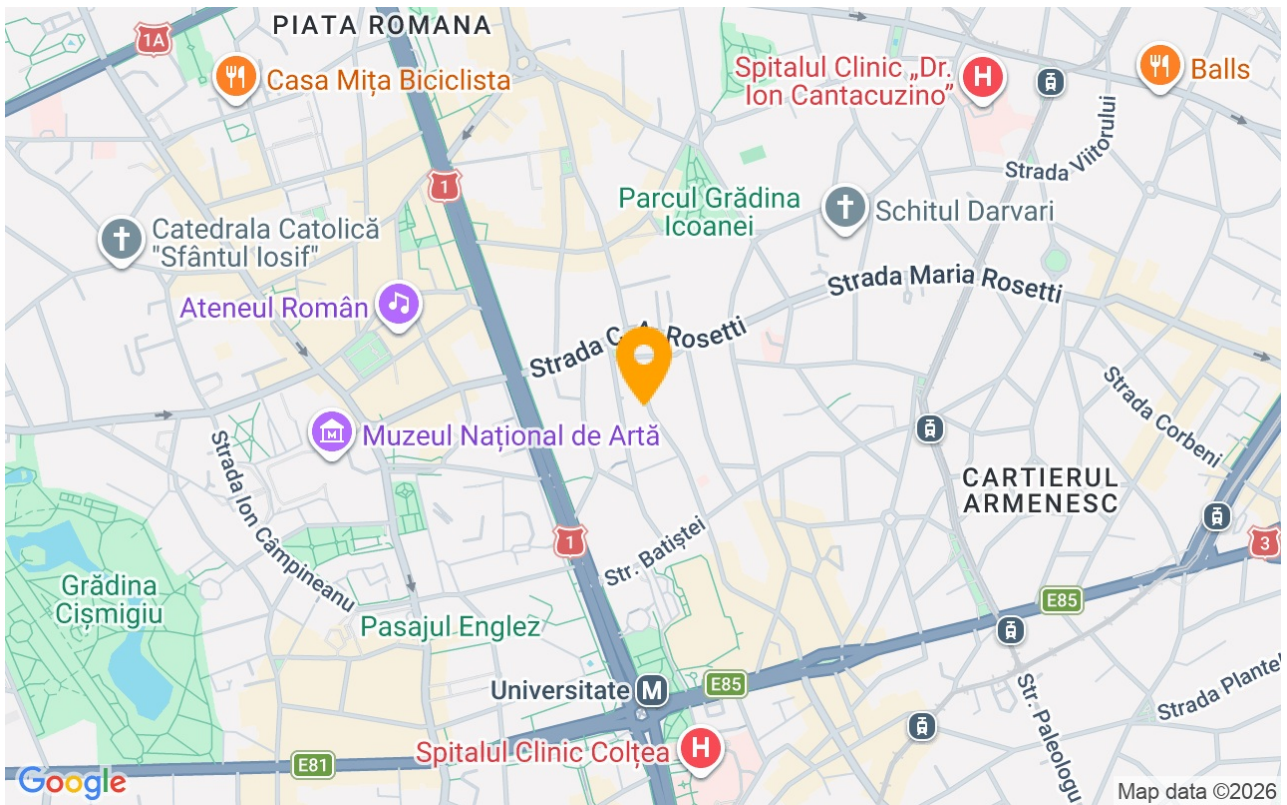 PIATA ROMANA
1A
Casa Mița Biciclista
Spitalul Clinic „Dr.
Ion Cantacuzino”
H
Balls
Strada Viitorului
1
Parcul Grădina
Icoanei
Schitul Darvari
Catedrala Catolică
"Sfântul Iosif"
Strada Maria Rosetti
Ateneul Român
Strada C. A. Rosetti
Strada Corbeni
Muzeul Național de Artă
M
Strada Ion Câmpineanu
CARTIERUL
ARMENESC
1
3
Str. Batiștei
Grădina
Cișmigiu
E85
Pasajul Englez
Universitate M
E85
Strada Plantel
Str. Paleologu
Spitalul Clinic Colțea
H
E81
Google
Map data ©2026